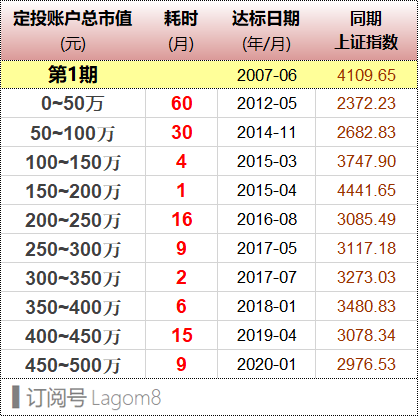 定投账户总市值 耗时 达标日期 同期
(元) (月) (年/月) 上证指数
第1期 2007-06 4109.65
0~50万 60 2012-05 2372.23
50~100万 30 2014-11 2682.83
100~150万 4 2015-03 3747.90
150~200万 1 2015-04 4441.65
200~250万 16 2016-08 3085.49
250~300万 9 2017-05 3117.18
300~350万 2 2017-07 3273.03
350~400万 6 2018-01 3480.83
400~450万 15 2019-04 3078.34
450~500万 9 2020-01 2976.53
订阅号 Lagom8